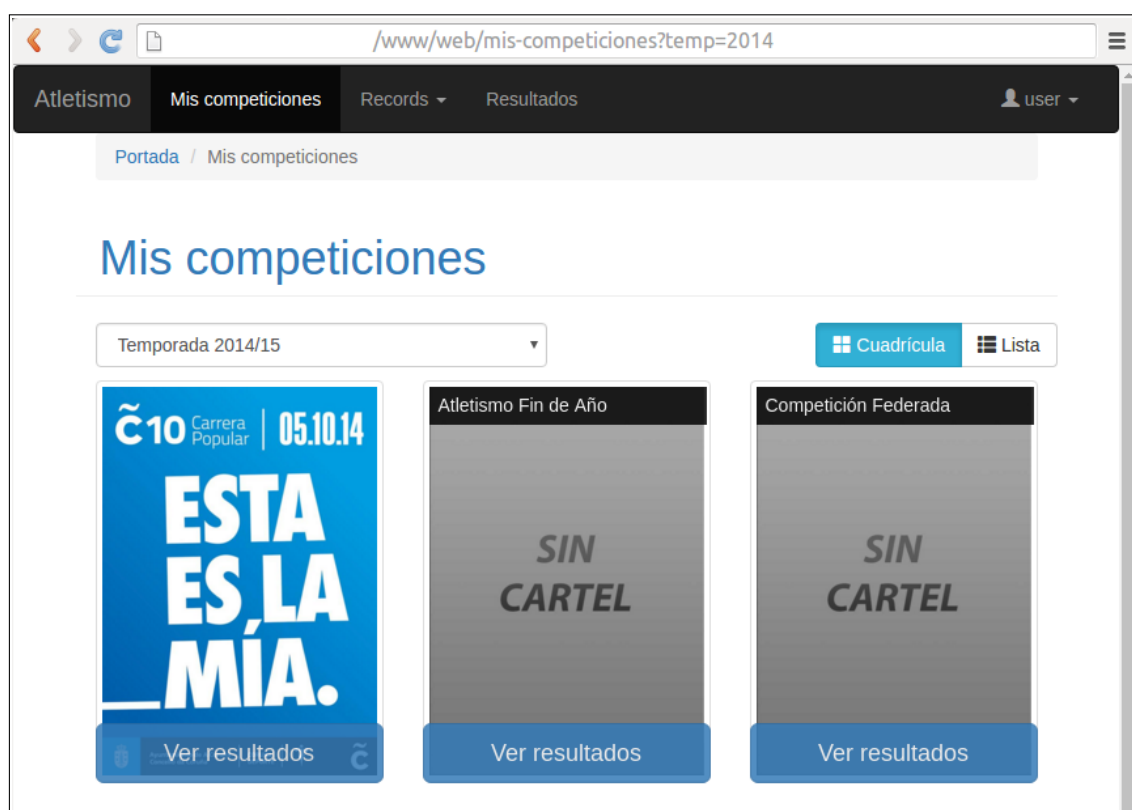 /www/web/mis-competiciones?temp=2014
Atletismo Mis competiciones Records Resultados user
Portada / Mis competiciones
Mis competiciones
Temporada 2014/15 Cuadrícula Lista
C̃10 Carrera Popular | 05.10.14
ESTA
ES LA
__MÍA.
Ver resultados
Atletismo Fin de Año
SIN
CARTEL
Ver resultados
Competición Federada
SIN
CARTEL
Ver resultados